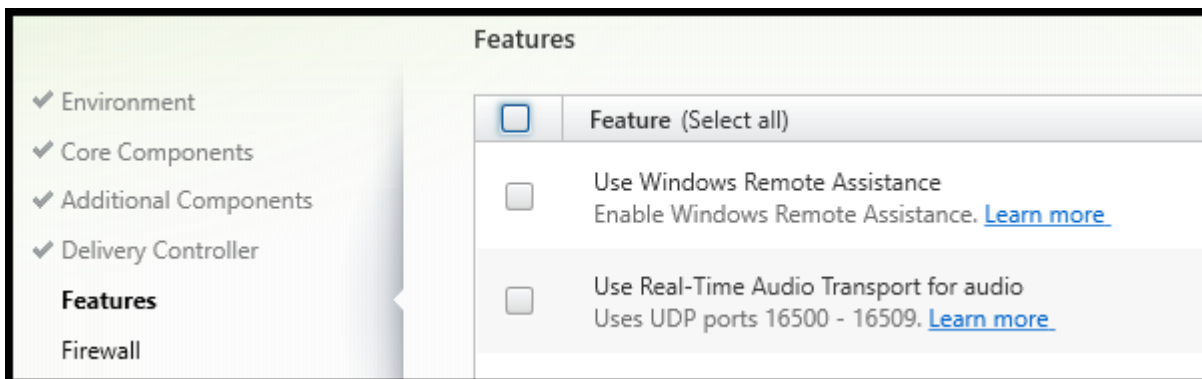 Features
Environment
Core Components
Additional Components
Delivery Controller
Features
Firewall
Feature (Select all)
Use Windows Remote Assistance
Enable Windows Remote Assistance. Learn more
Use Real-Time Audio Transport for audio
Uses UDP ports 16500 - 16509. Learn more